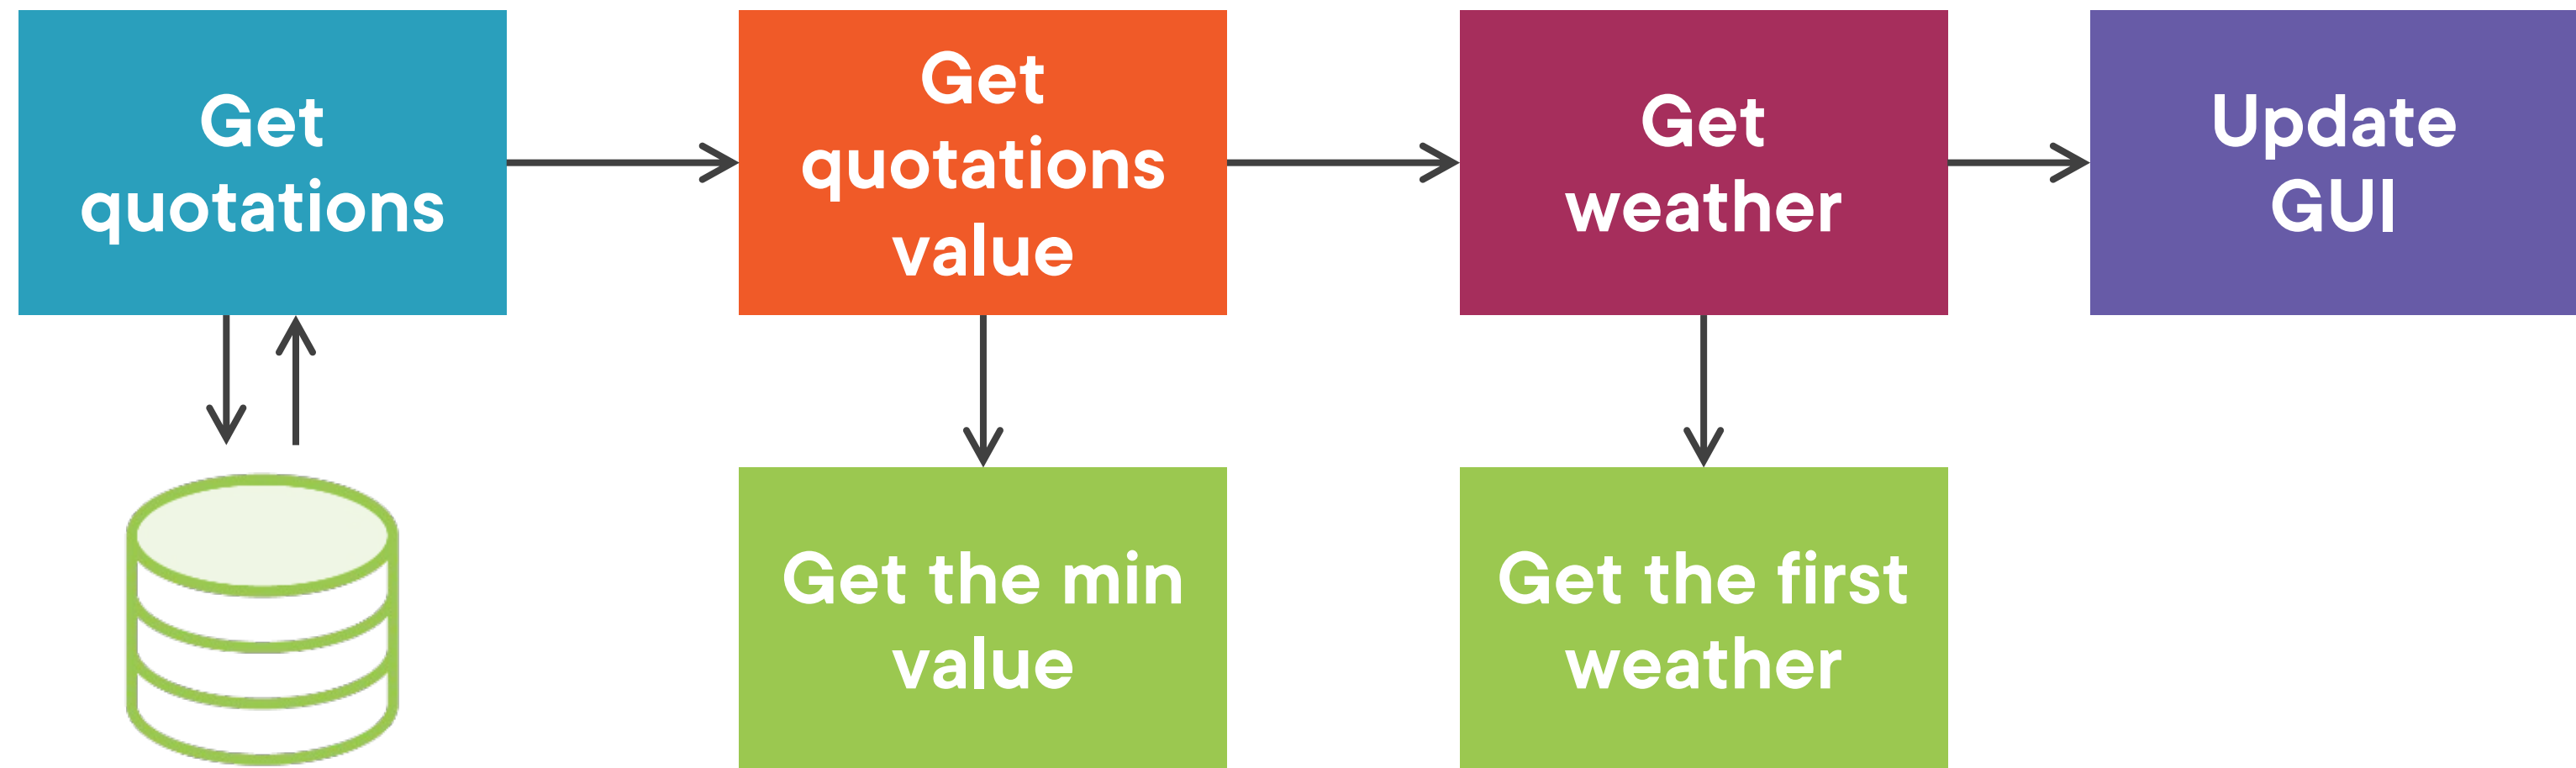 Get
quotations
Get
quotations
value
Get
weather
Update
GUI
Get the min
value
Get the first
weather